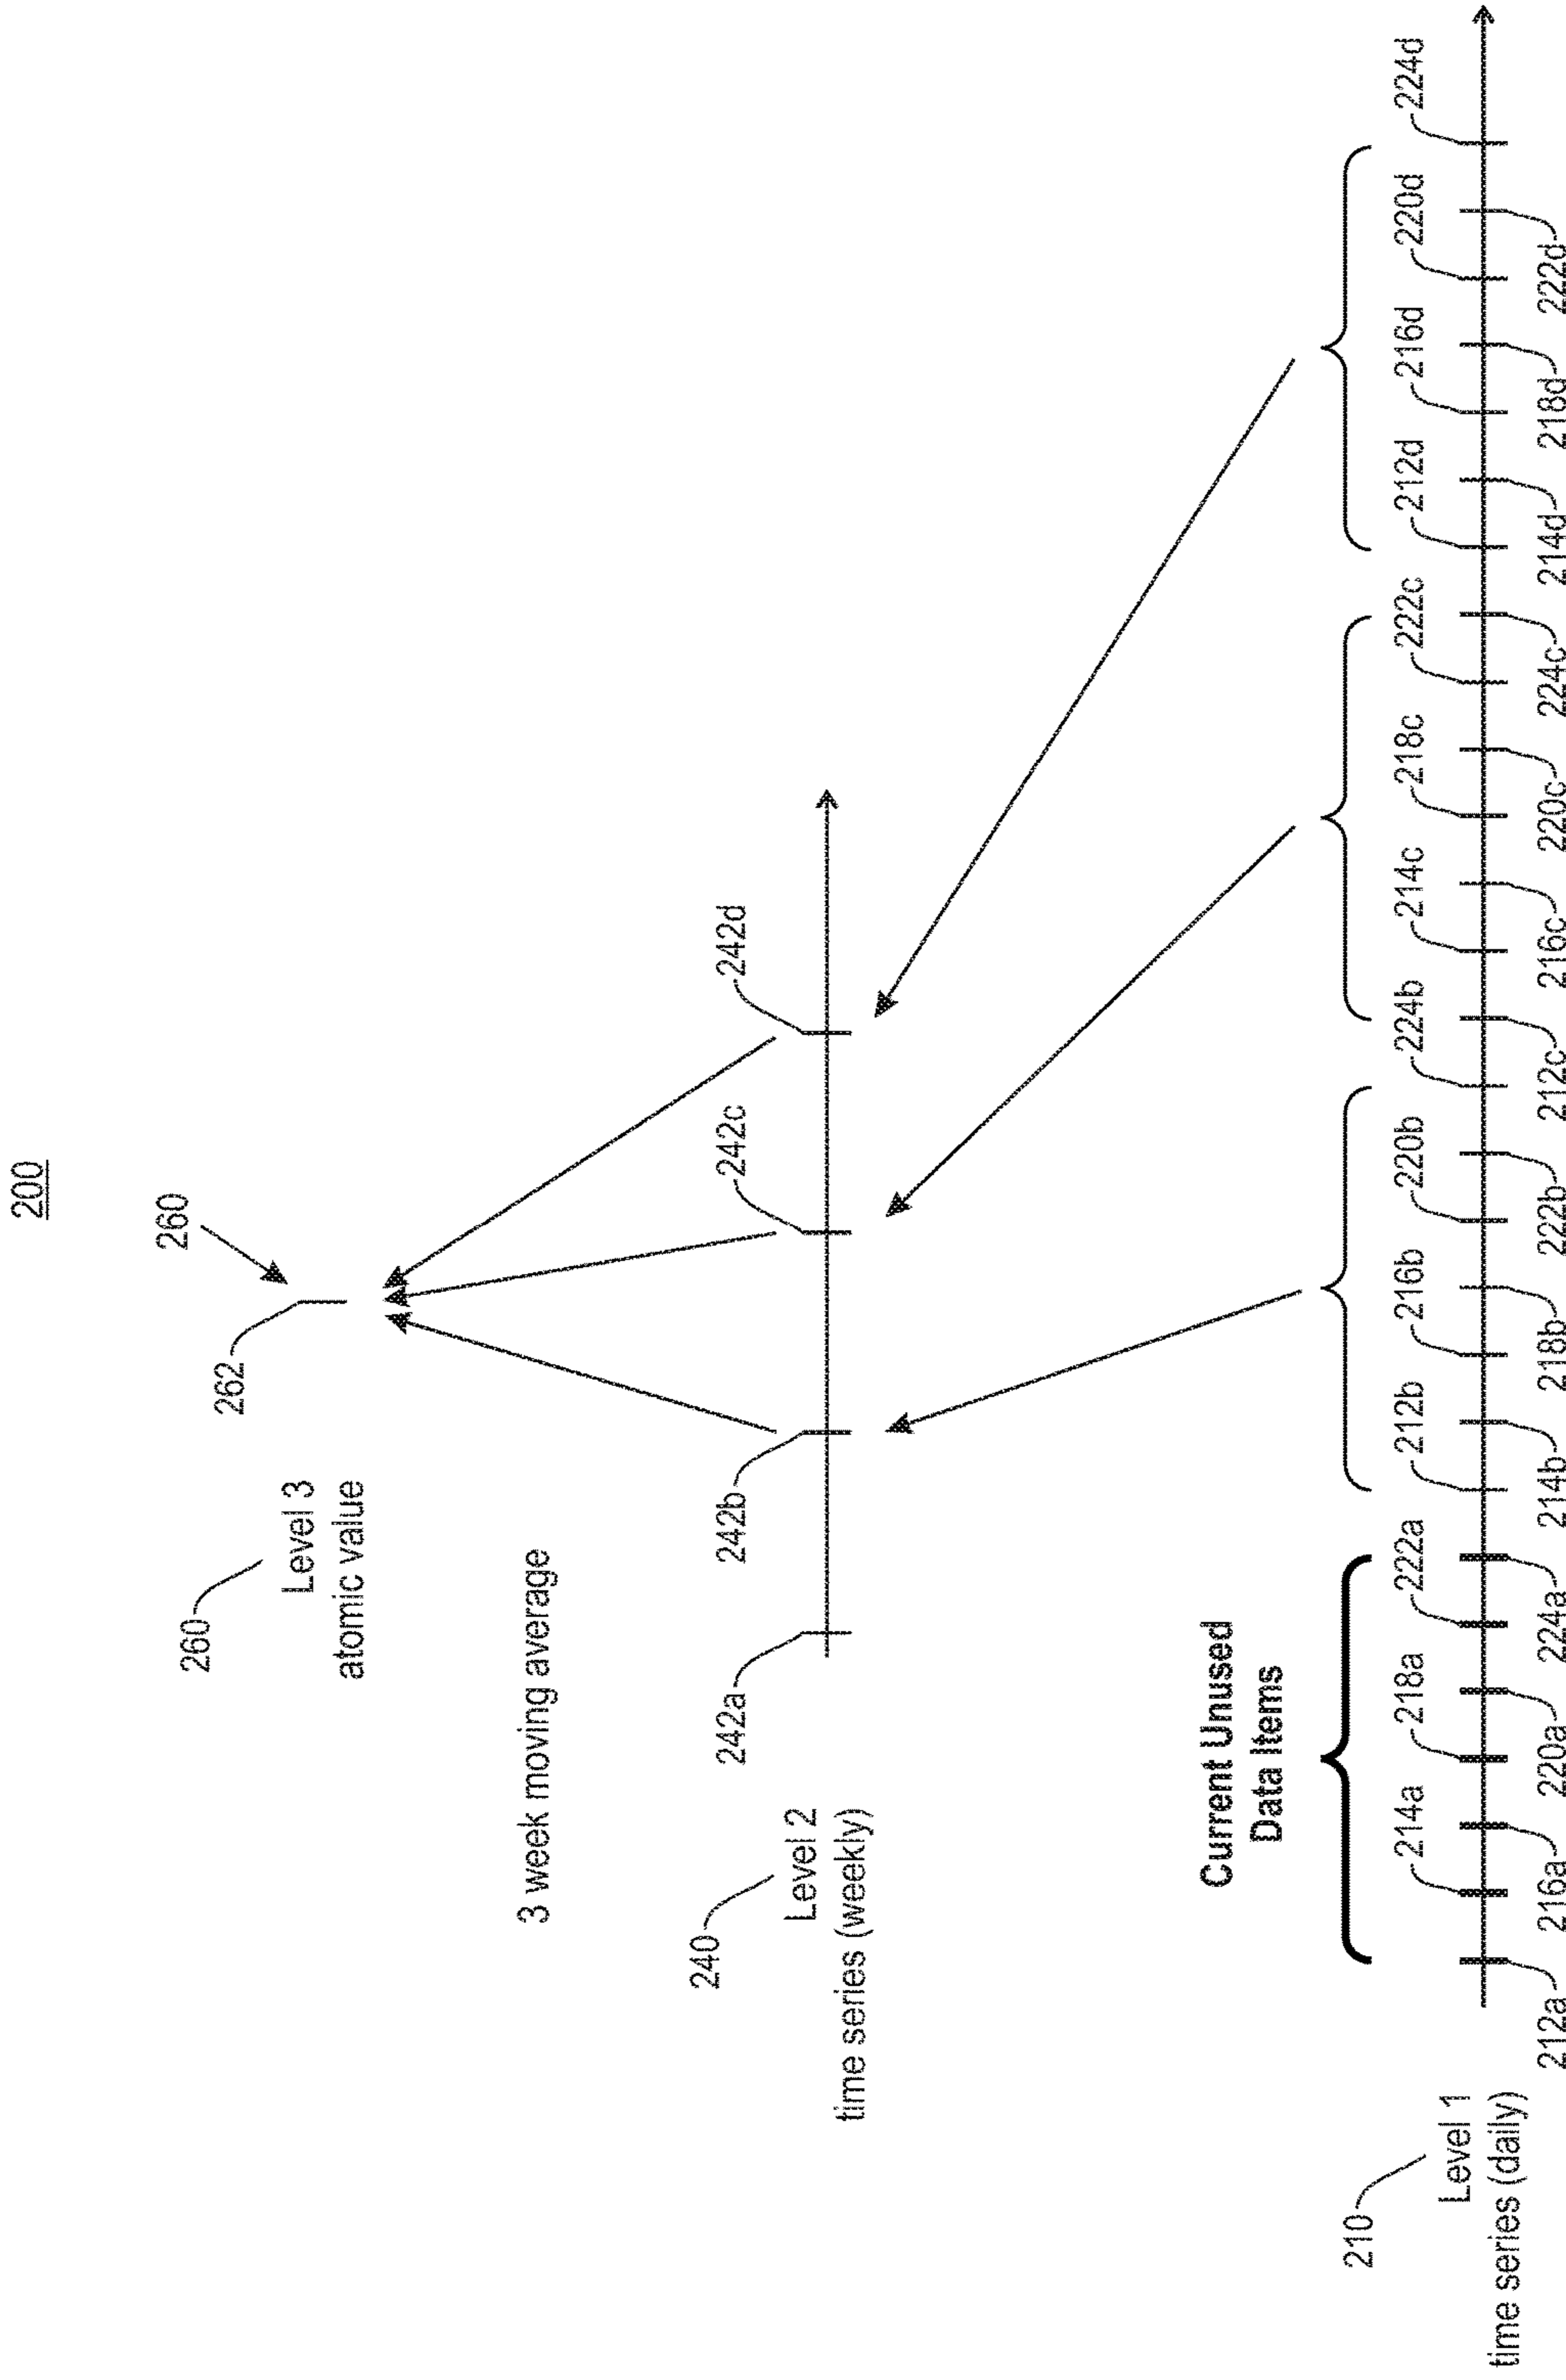 200
260
262
260
Level 3
atomic value
3 week moving average
242a
242b
242c
242d
240
Level 2
time series (weekly)
Current Unused
Data Items
214a
218a
222a
212b
216b
220b
224b
214c
218c
222c
212d
216d
220d
224d
210
Level 1
time series (daily)
212a
216a
220a
224a
214b
218b
222b
212c
216c
220c
224c
214d
218d
222d